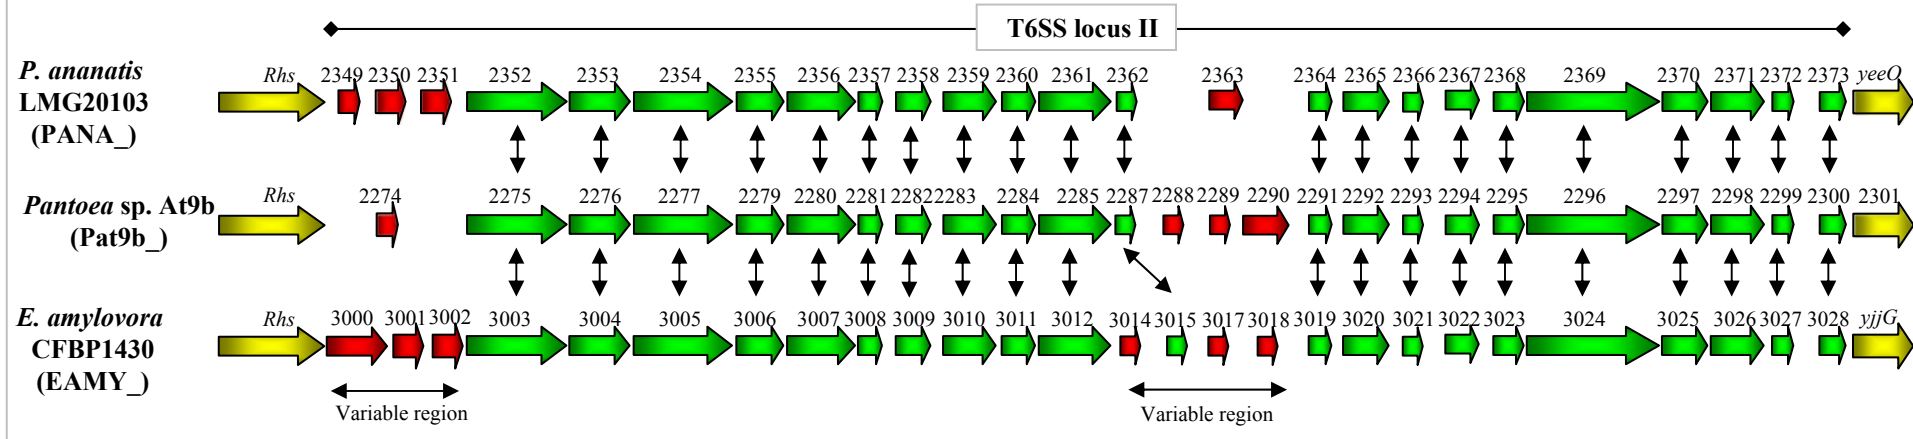 T6SS locus II
P. ananatis
LMG20103
(PANA_)
Rhs 2349 2350 2351 2352 2353 2354 2355 2356 2357 2358 2359 2360 2361 2362 2363 2364 2365 2366 2367 2368 2369 2370 2371 2372 2373 yeeO
Pantoea sp. At9b
(Pat9b_)
Rhs 2274 2275 2276 2277 2279 2280 2281 2282 2283 2284 2285 2287 2288 2289 2290 2291 2292 2293 2294 2295 2296 2297 2298 2299 2300 2301
E. amylovora
CFBP1430
(EAMY_)
Rhs 3000 3001 3002 3003 3004 3005 3006 3007 3008 3009 3010 3011 3012 3014 3015 3017 3018 3019 3020 3021 3022 3023 3024 3025 3026 3027 3028 yjjG
Variable region Variable region